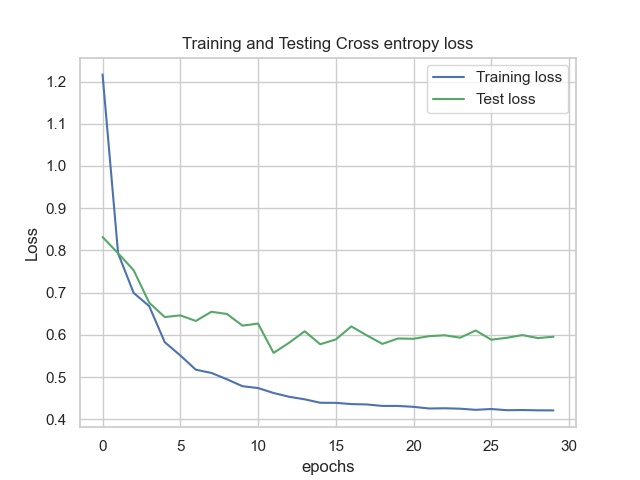 Training and Testing Cross entropy loss
Training loss
Test loss
1.2
1.1
1.0
0.9
0.8
0.7
0.6
0.5
0.4
Loss
0 5 10 15 20 25 30
epochs